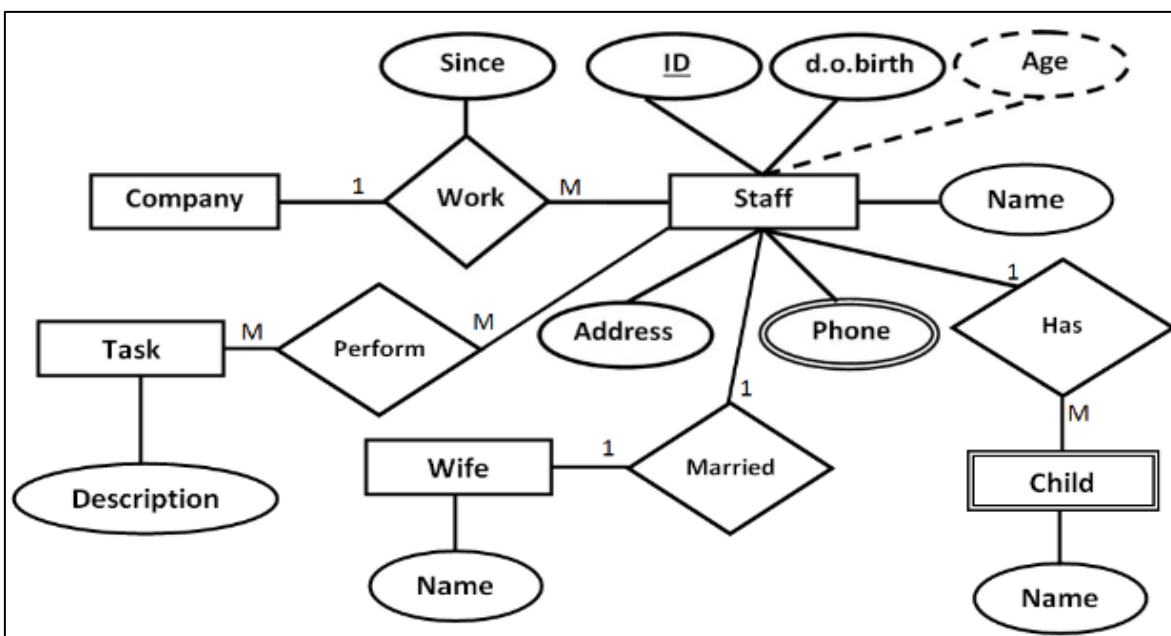 Since
ID
d.o.birth
Age
Company
1
Work
M
Staff
Name
1
Task
M
Perform
M
Address
Phone
Has
1
M
Wife
1
Married
Child
Description
Name
Name